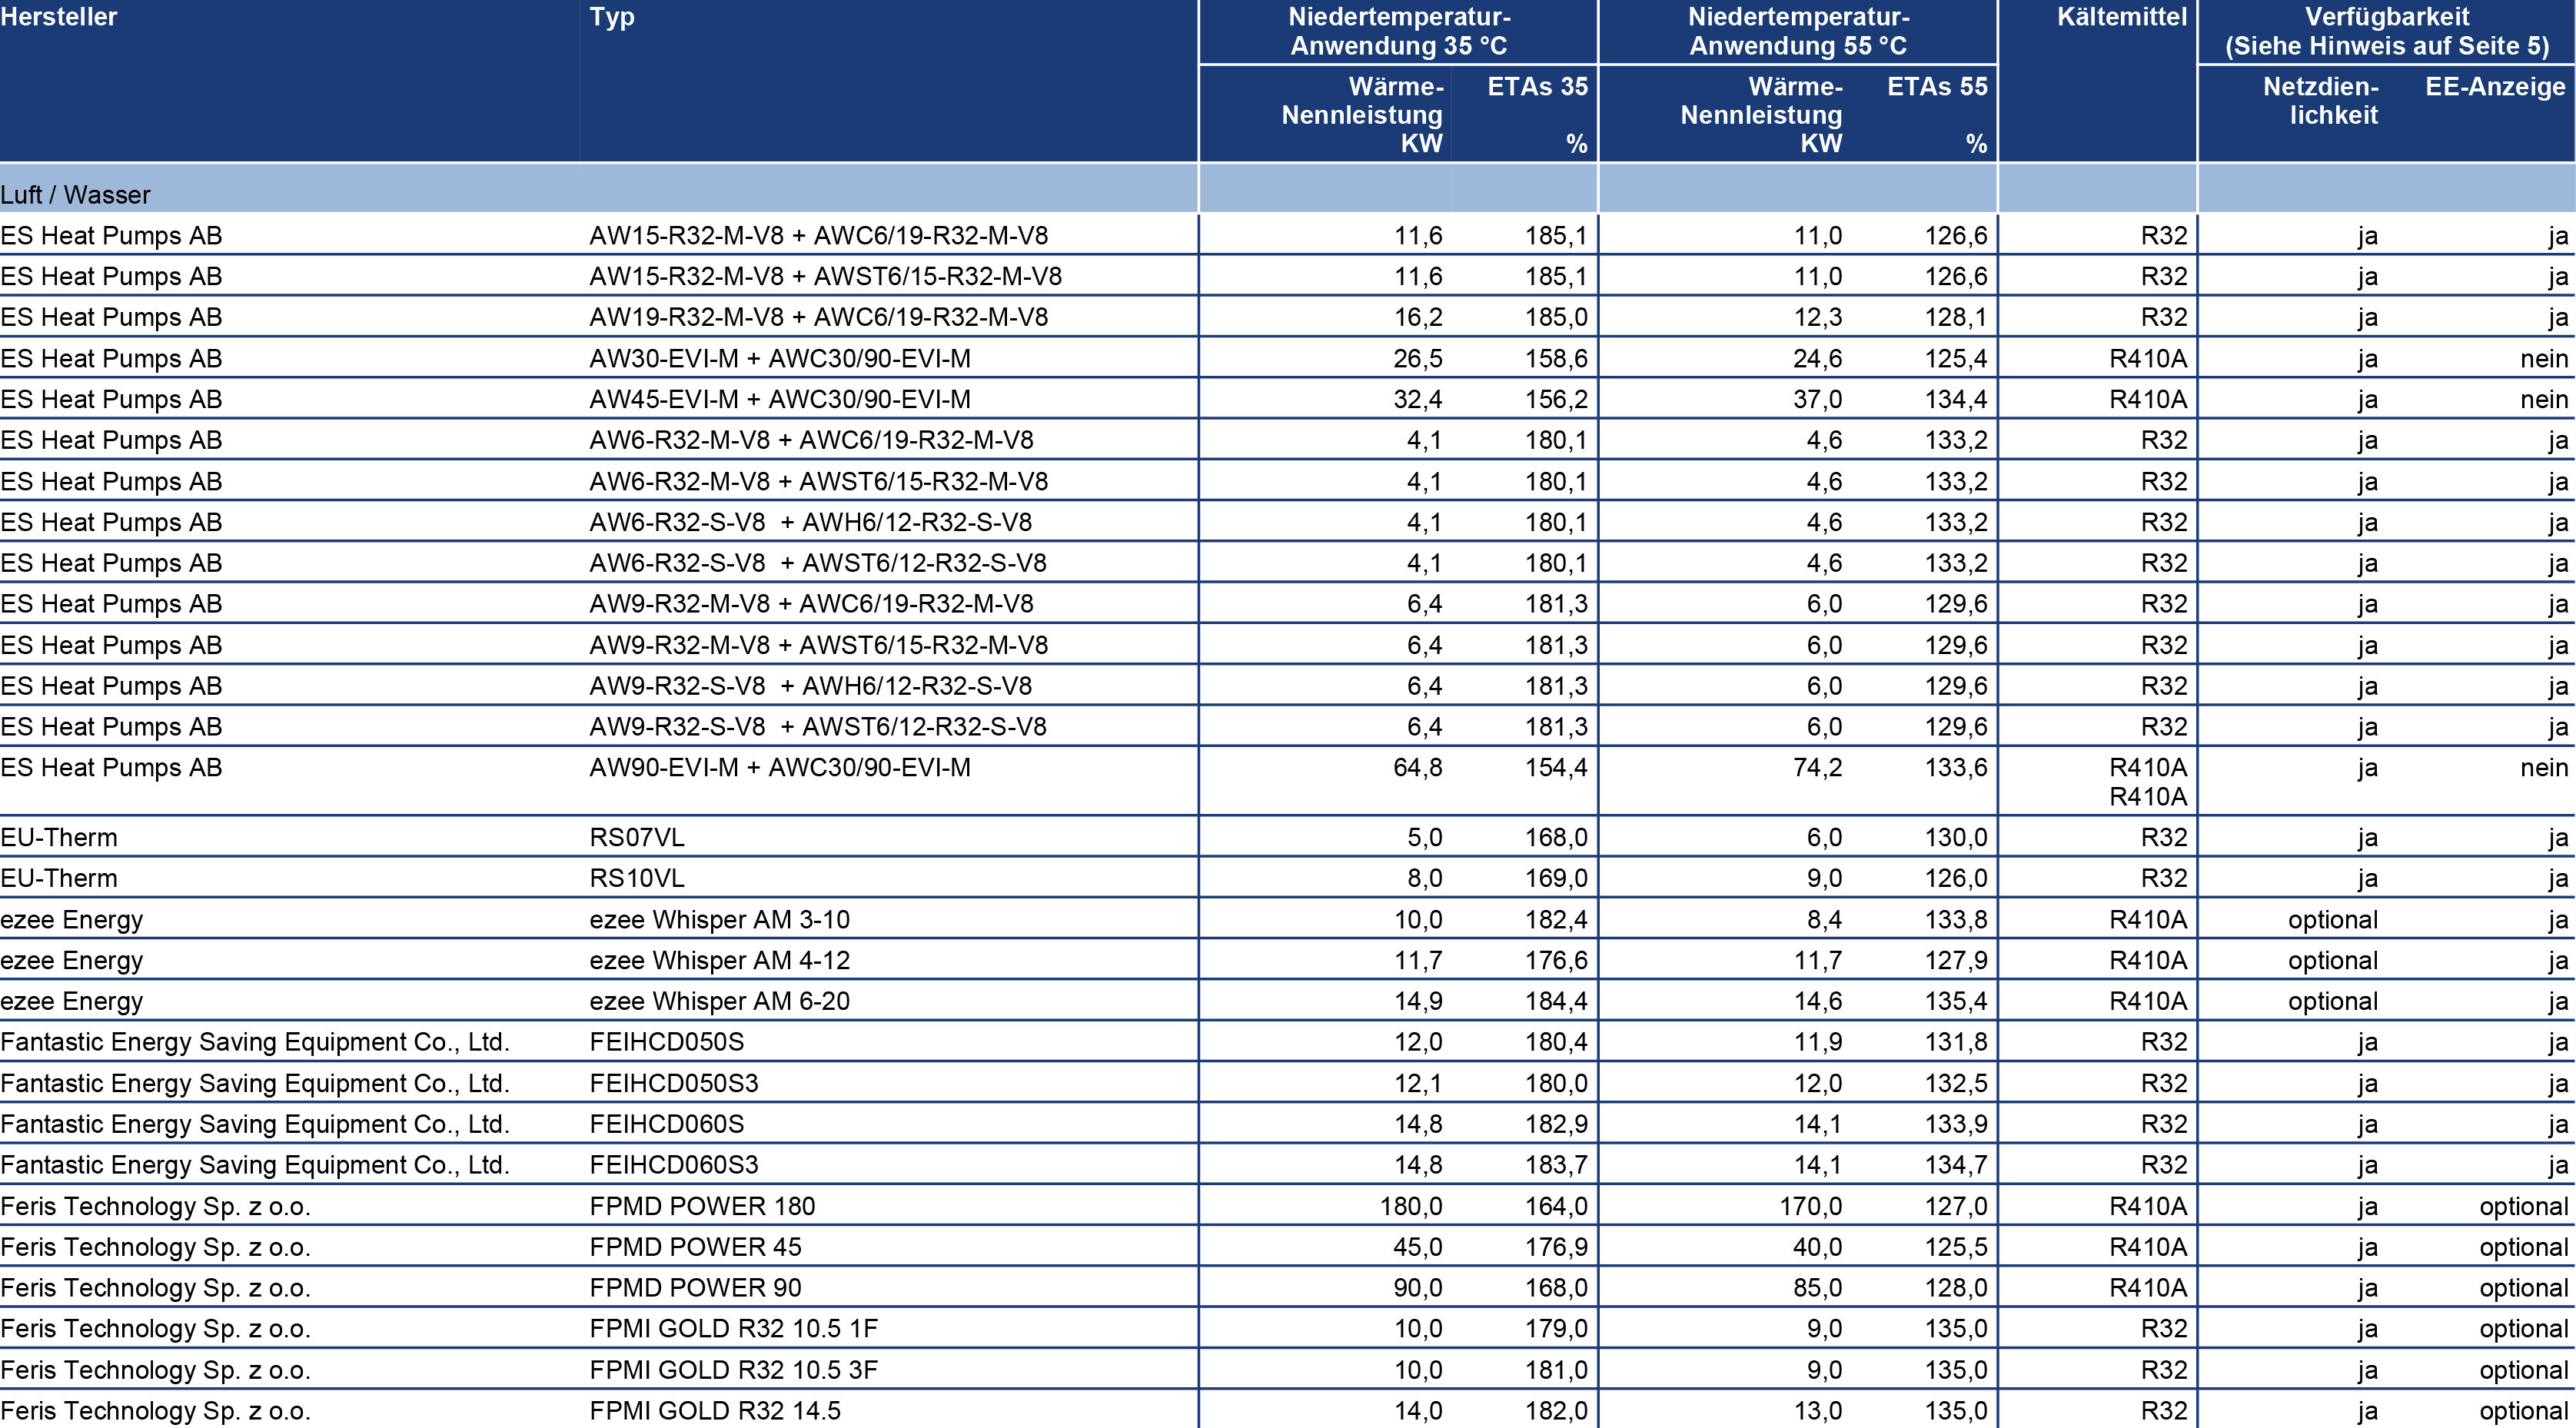 Hersteller Typ Niedertemperatur- Niedertemperatur- Kältemittel Verfügbarkeit
Anwendung 35 °C Anwendung 55 °C (Siehe Hinweis auf Seite 5)
Wärme- ETAs 35 Wärme- ETAs 55 Netzdien- EE-Anzeige
Nennleistung Nennleistung lichkeit
KW % KW %
Luft / Wasser
ES Heat Pumps AB AW15-R32-M-V8 + AWC6/19-R32-M-V8 11,6 185,1 11,0 126,6 R32 ja ja
ES Heat Pumps AB AW15-R32-M-V8 + AWST6/15-R32-M-V8 11,6 185,1 11,0 126,6 R32 ja ja
ES Heat Pumps AB AW19-R32-M-V8 + AWC6/19-R32-M-V8 16,2 185,0 12,3 128,1 R32 ja ja
ES Heat Pumps AB AW30-EVI-M + AWC30/90-EVI-M 26,5 158,6 24,6 125,4 R410A ja nein
ES Heat Pumps AB AW45-EVI-M + AWC30/90-EVI-M 32,4 156,2 37,0 134,4 R410A ja nein
ES Heat Pumps AB AW6-R32-M-V8 + AWC6/19-R32-M-V8 4,1 180,1 4,6 133,2 R32 ja ja
ES Heat Pumps AB AW6-R32-M-V8 + AWST6/15-R32-M-V8 4,1 180,1 4,6 133,2 R32 ja ja
ES Heat Pumps AB AW6-R32-S-V8 + AWH6/12-R32-S-V8 4,1 180,1 4,6 133,2 R32 ja ja
ES Heat Pumps AB AW6-R32-S-V8 + AWST6/12-R32-S-V8 4,1 180,1 4,6 133,2 R32 ja ja
ES Heat Pumps AB AW9-R32-M-V8 + AWC6/19-R32-M-V8 6,4 181,3 6,0 129,6 R32 ja ja
ES Heat Pumps AB AW9-R32-M-V8 + AWST6/15-R32-M-V8 6,4 181,3 6,0 129,6 R32 ja ja
ES Heat Pumps AB AW9-R32-S-V8 + AWH6/12-R32-S-V8 6,4 181,3 6,0 129,6 R32 ja ja
ES Heat Pumps AB AW9-R32-S-V8 + AWST6/12-R32-S-V8 6,4 181,3 6,0 129,6 R32 ja ja
ES Heat Pumps AB AW90-EVI-M + AWC30/90-EVI-M 64,8 154,4 74,2 133,6 R410A ja nein
R410A
EU-Therm RS07VL 5,0 168,0 6,0 130,0 R32 ja ja
EU-Therm RS10VL 8,0 169,0 9,0 126,0 R32 ja ja
ezee Energy ezee Whisper AM 3-10 10,0 182,4 8,4 133,8 R410A optional ja
ezee Energy ezee Whisper AM 4-12 11,7 176,6 11,7 127,9 R410A optional ja
ezee Energy ezee Whisper AM 6-20 14,9 184,4 14,6 135,4 R410A optional ja
Fantastic Energy Saving Equipment Co., Ltd. FEIHCD050S 12,0 180,4 11,9 131,8 R32 ja ja
Fantastic Energy Saving Equipment Co., Ltd. FEIHCD050S3 12,1 180,0 12,0 132,5 R32 ja ja
Fantastic Energy Saving Equipment Co., Ltd. FEIHCD060S 14,8 182,9 14,1 133,9 R32 ja ja
Fantastic Energy Saving Equipment Co., Ltd. FEIHCD060S3 14,8 183,7 14,1 134,7 R32 ja ja
Feris Technology Sp. z o.o. FPMD POWER 180 180,0 164,0 170,0 127,0 R410A ja optional
Feris Technology Sp. z o.o. FPMD POWER 45 45,0 176,9 40,0 125,5 R410A ja optional
Feris Technology Sp. z o.o. FPMD POWER 90 90,0 168,0 85,0 128,0 R410A ja optional
Feris Technology Sp. z o.o. FPMI GOLD R32 10.5 1F 10,0 179,0 9,0 135,0 R32 ja optional
Feris Technology Sp. z o.o. FPMI GOLD R32 10.5 3F 10,0 181,0 9,0 135,0 R32 ja optional
Feris Technology Sp. z o.o. FPMI GOLD R32 14.5 14,0 182,0 13,0 135,0 R32 ja optional